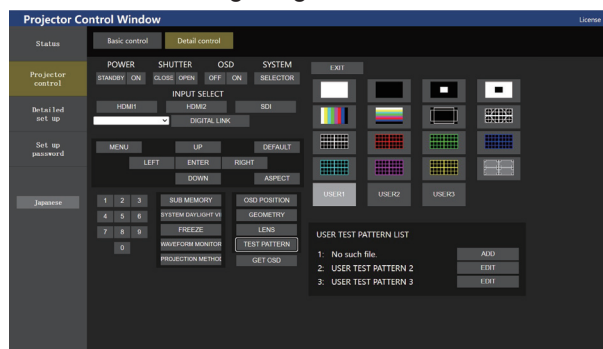 Projector Control Window
License
Status
Projector control
Detailed set up
Set up password
Japanese
Basic control
Detail control
POWER
SHUTTER
OSD
SYSTEM
STANDBY
ON
CLOSE
OPEN
OFF
ON
SELECTOR
INPUT SELECT
HDMI1
HDMI2
SDI
DIGITAL LINK
MENU
UP
DEFAULT
LEFT
ENTER
RIGHT
DOWN
ASPECT
1 2 3
4 5 6
7 8 9
0
SUB MEMORY
SYSTEM DAYLIGHT VI
FREEZE
WAVEFORM MONITOR
PROJECTION METHOD
OSD POSITION
GEOMETRY
LENS
TEST PATTERN
GET OSD
EXIT
USER1
USER2
USER3
USER TEST PATTERN LIST
1: No such file.
ADD
2: USER TEST PATTERN 2
EDIT
3: USER TEST PATTERN 3
EDIT